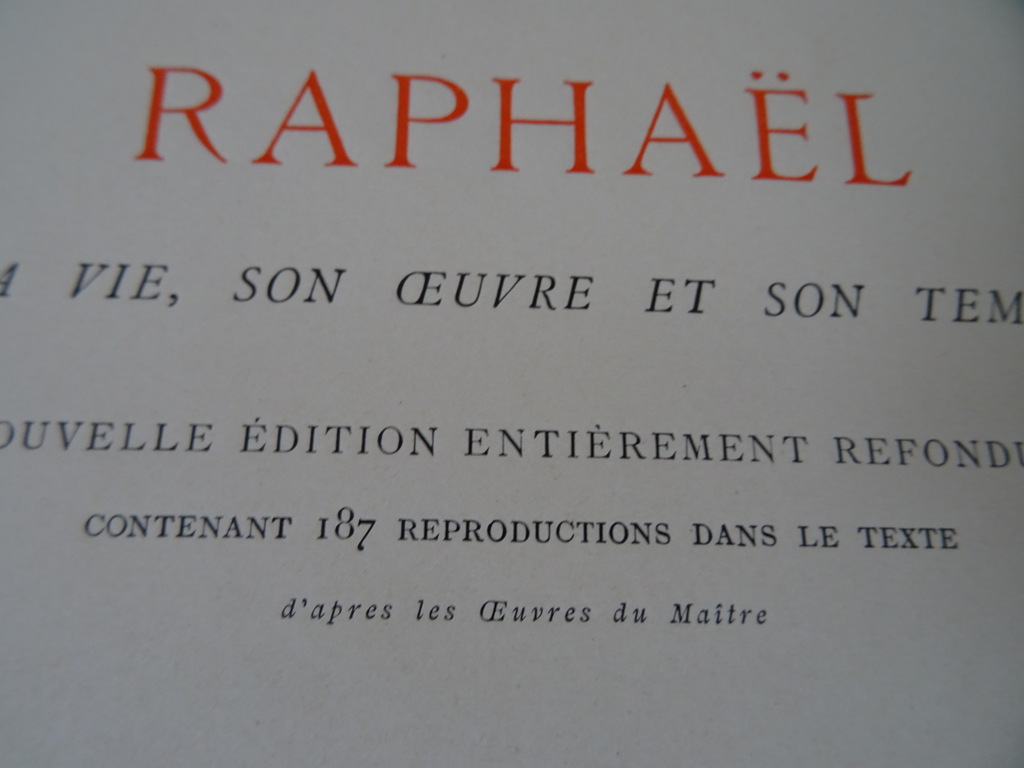 RAPHAËL
A VIE, SON ŒUVRE ET SON TEM
OUVELLE ÉDITION ENTIÈREMENT REFONDU
CONTENANT 187 REPRODUCTIONS DANS LE TEXTE
d'apres les Œuvres du Maître